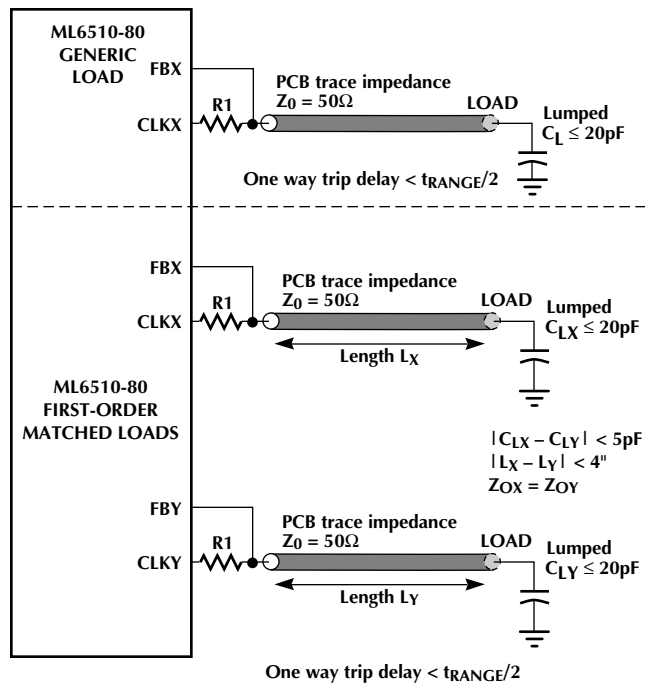 ML6510-80
GENERIC
LOAD
FBX
R1
CLKX
PCB trace impedance
Z0 = 50Ω
LOAD
Lumped
CL ≤ 20pF
One way trip delay < tRANGE/2
FBX
R1
CLKX
PCB trace impedance
Z0 = 50Ω
LOAD
Lumped
CLX ≤ 20pF
Length LX
ML6510-80
FIRST-ORDER
MATCHED LOADS
|CLX – CLY| < 5pF
|LX – LY| < 4"
ZOX = ZOY
FBY
R1
CLKY
PCB trace impedance
Z0 = 50Ω
LOAD
Lumped
CLY ≤ 20pF
Length LY
One way trip delay < tRANGE/2